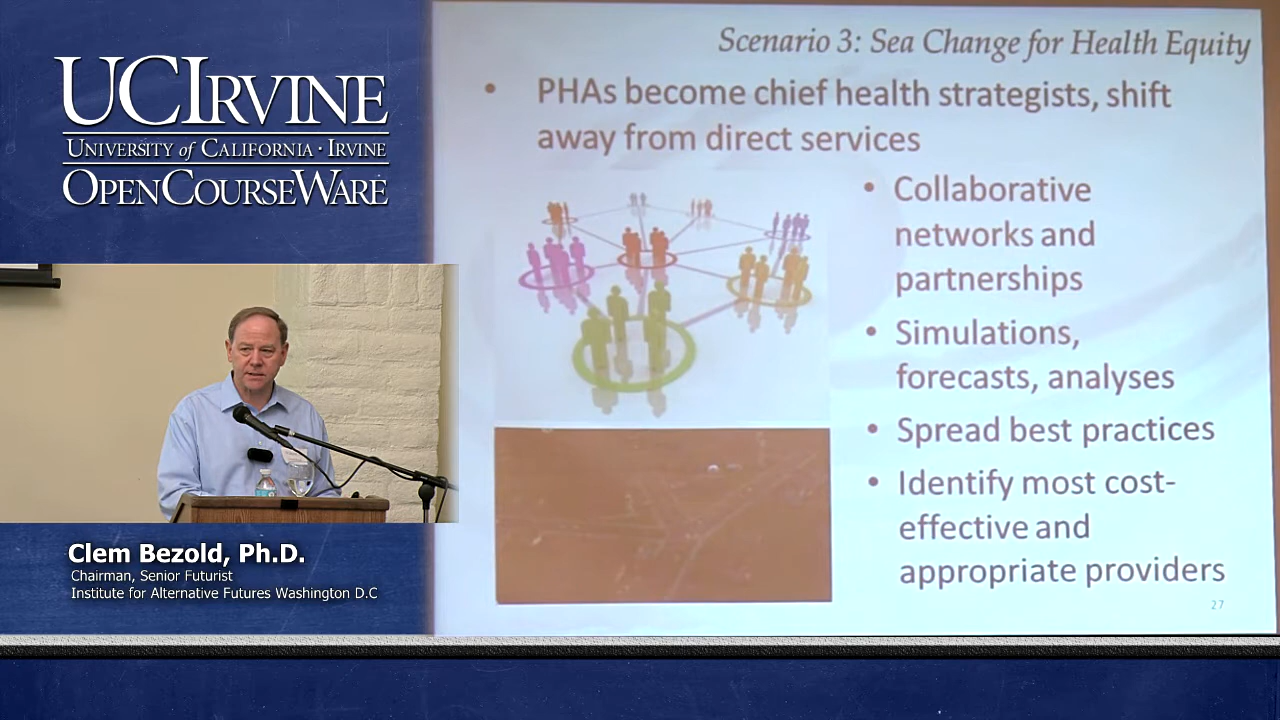 UCIRVINE
UNIVERSITY of CALIFORNIA · IRVINE
OPENCOURSEWARE
Clem Bezold, Ph.D.
Chairman, Senior Futurist
Institute for Alternative Futures Washington D.C
Scenario 3: Sea Change for Health Equity
• PHAs become chief health strategists, shift
away from direct services
• Collaborative
networks and
partnerships
• Simulations,
forecasts, analyses
• Spread best practices
• Identify most cost-
effective and
appropriate providers
27